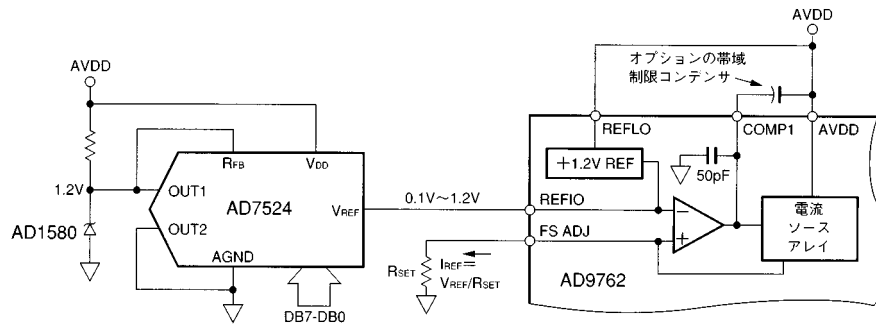 AVDD
1.2V
AD1580
RFB
VDD
OUT1
OUT2
AD7524
VREF
AGND
DB7-DB0
0.1V～1.2V
RSET
IREF=
VREF/RSET
AVDD
オプションの帯域
制限コンデンサ
REFLO
COMP1
AVDD
+1.2V REF
50pF
REFIO
FS ADJ
−
+
電流
ソース
アレイ
AD9762